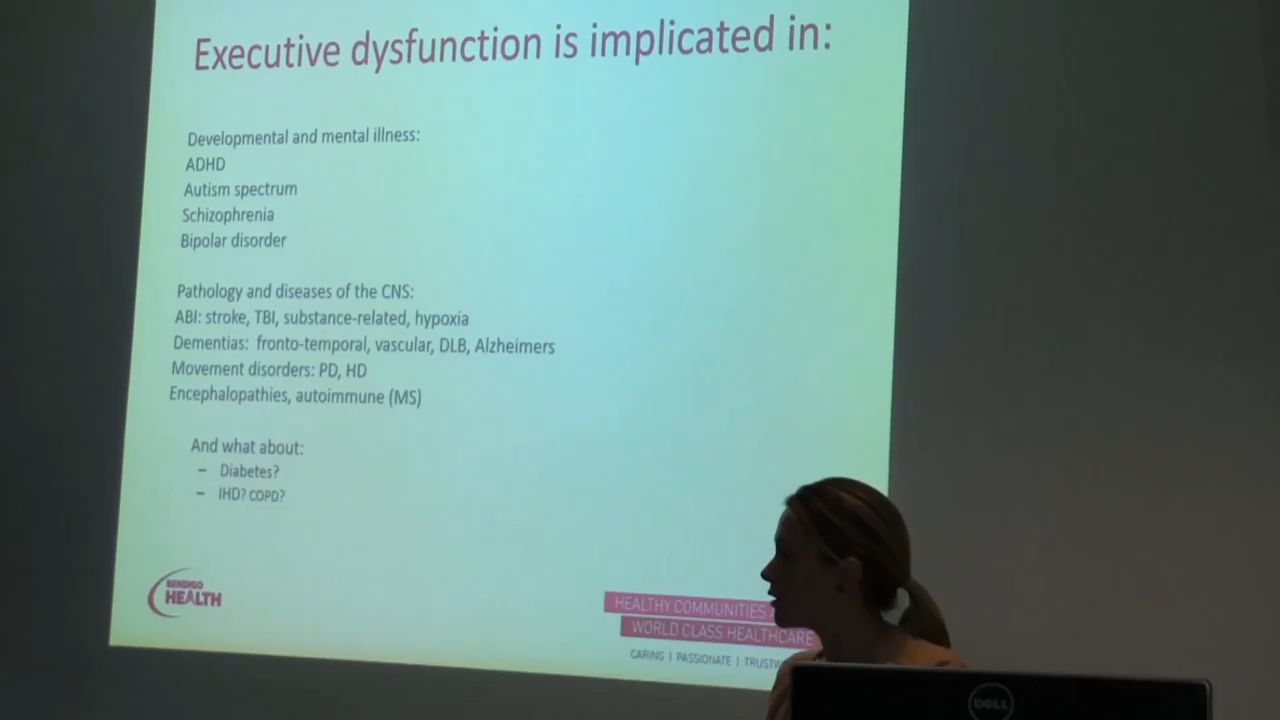 Executive dysfunction is implicated in:
Developmental and mental illness:
ADHD
Autism spectrum
Schizophrenia
Bipolar disorder
Pathology and diseases of the CNS:
ABI: stroke, TBI, substance-related, hypoxia
Dementias: fronto-temporal, vascular, DLB, Alzheimers
Movement disorders: PD, HD
Encephalopathies, autoimmune (MS)
And what about:
– Diabetes?
– IHD? COPD?
BENDIGO
HEALTH
HEALTHY COMMUNITIES
WORLD CLASS HEALTHCARE
CARING | PASSIONATE |
DELL